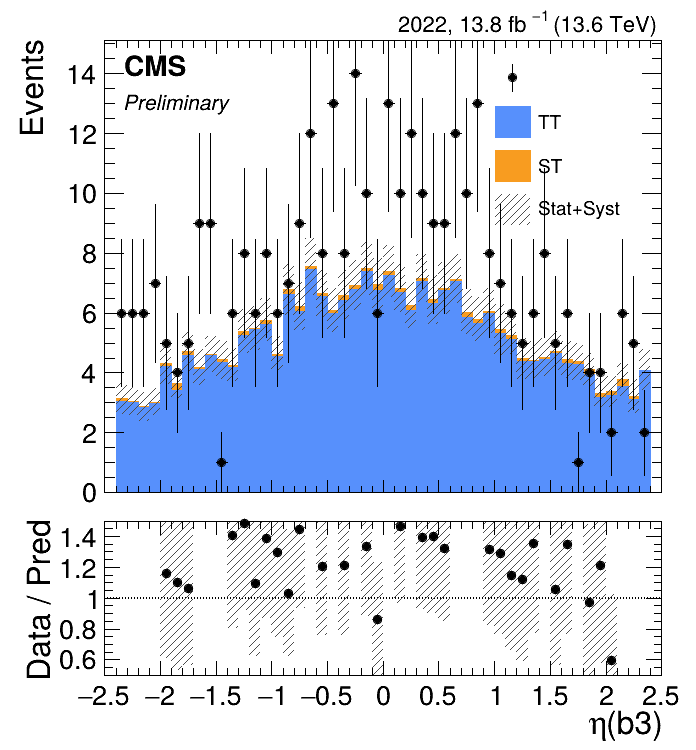 2022, 13.8 fb⁻¹ (13.6 TeV)
Events
CMS
Preliminary
TT
ST
Stat+Syst
14
12
10
8
6
4
2
0
Data / Pred
1.4
1.2
1
0.8
0.6
−2.5 −2 −1.5 −1 −0.5 0 0.5 1 1.5 2 2.5
η(b3)